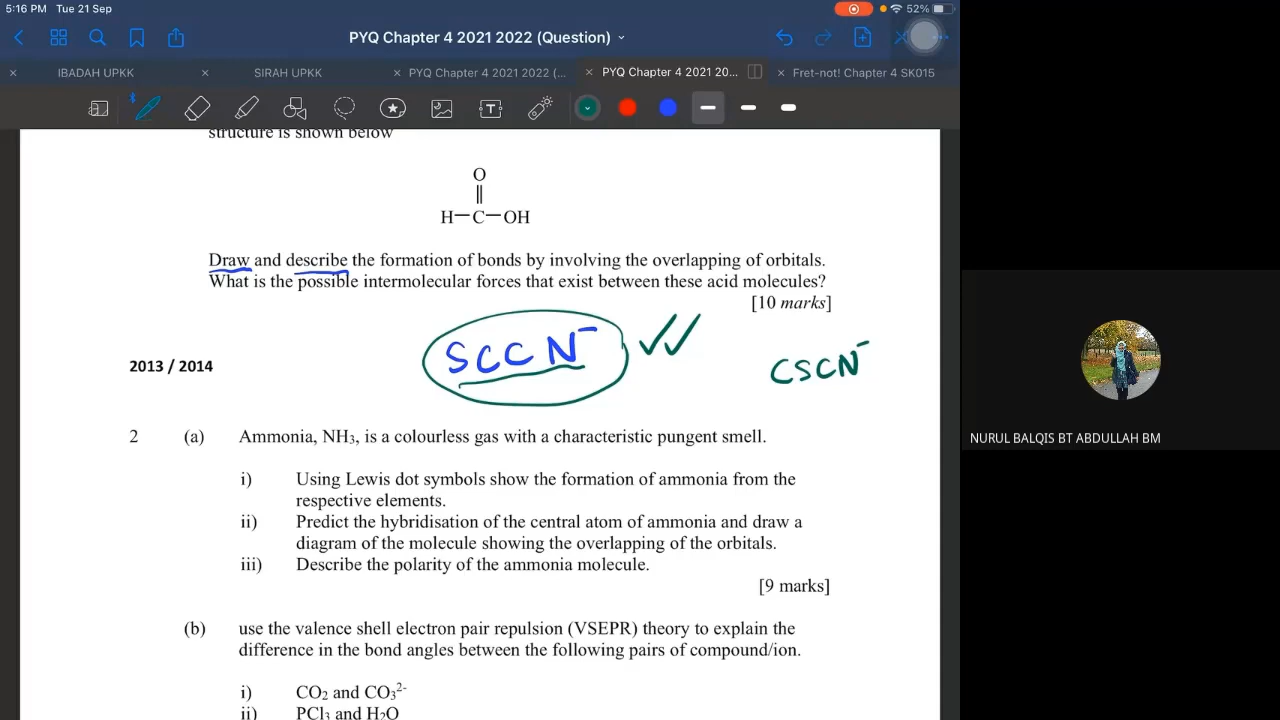 5:16 PM Tue 21 Sep
52%
PYQ Chapter 4 2021 2022 (Question)
IBADAH UPKK
SIRAH UPKK
PYQ Chapter 4 2021 2022 (...
PYQ Chapter 4 2021 20...
Fret-not! Chapter 4 SK015
structure is shown below
O
||
H—C—OH
Draw and describe the formation of bonds by involving the overlapping of orbitals.
What is the possible intermolecular forces that exist between these acid molecules?
[10 marks]
SCCN⁻
CSCN⁻
2013 / 2014
2 (a) Ammonia, NH₃, is a colourless gas with a characteristic pungent smell.
i) Using Lewis dot symbols show the formation of ammonia from the
respective elements.
ii) Predict the hybridisation of the central atom of ammonia and draw a
diagram of the molecule showing the overlapping of the orbitals.
iii) Describe the polarity of the ammonia molecule.
[9 marks]
(b) use the valence shell electron pair repulsion (VSEPR) theory to explain the
difference in the bond angles between the following pairs of compound/ion.
i) CO₂ and CO₃²⁻
ii) PCl₃ and H₂O
NURUL BALQIS BT ABDULLAH BM